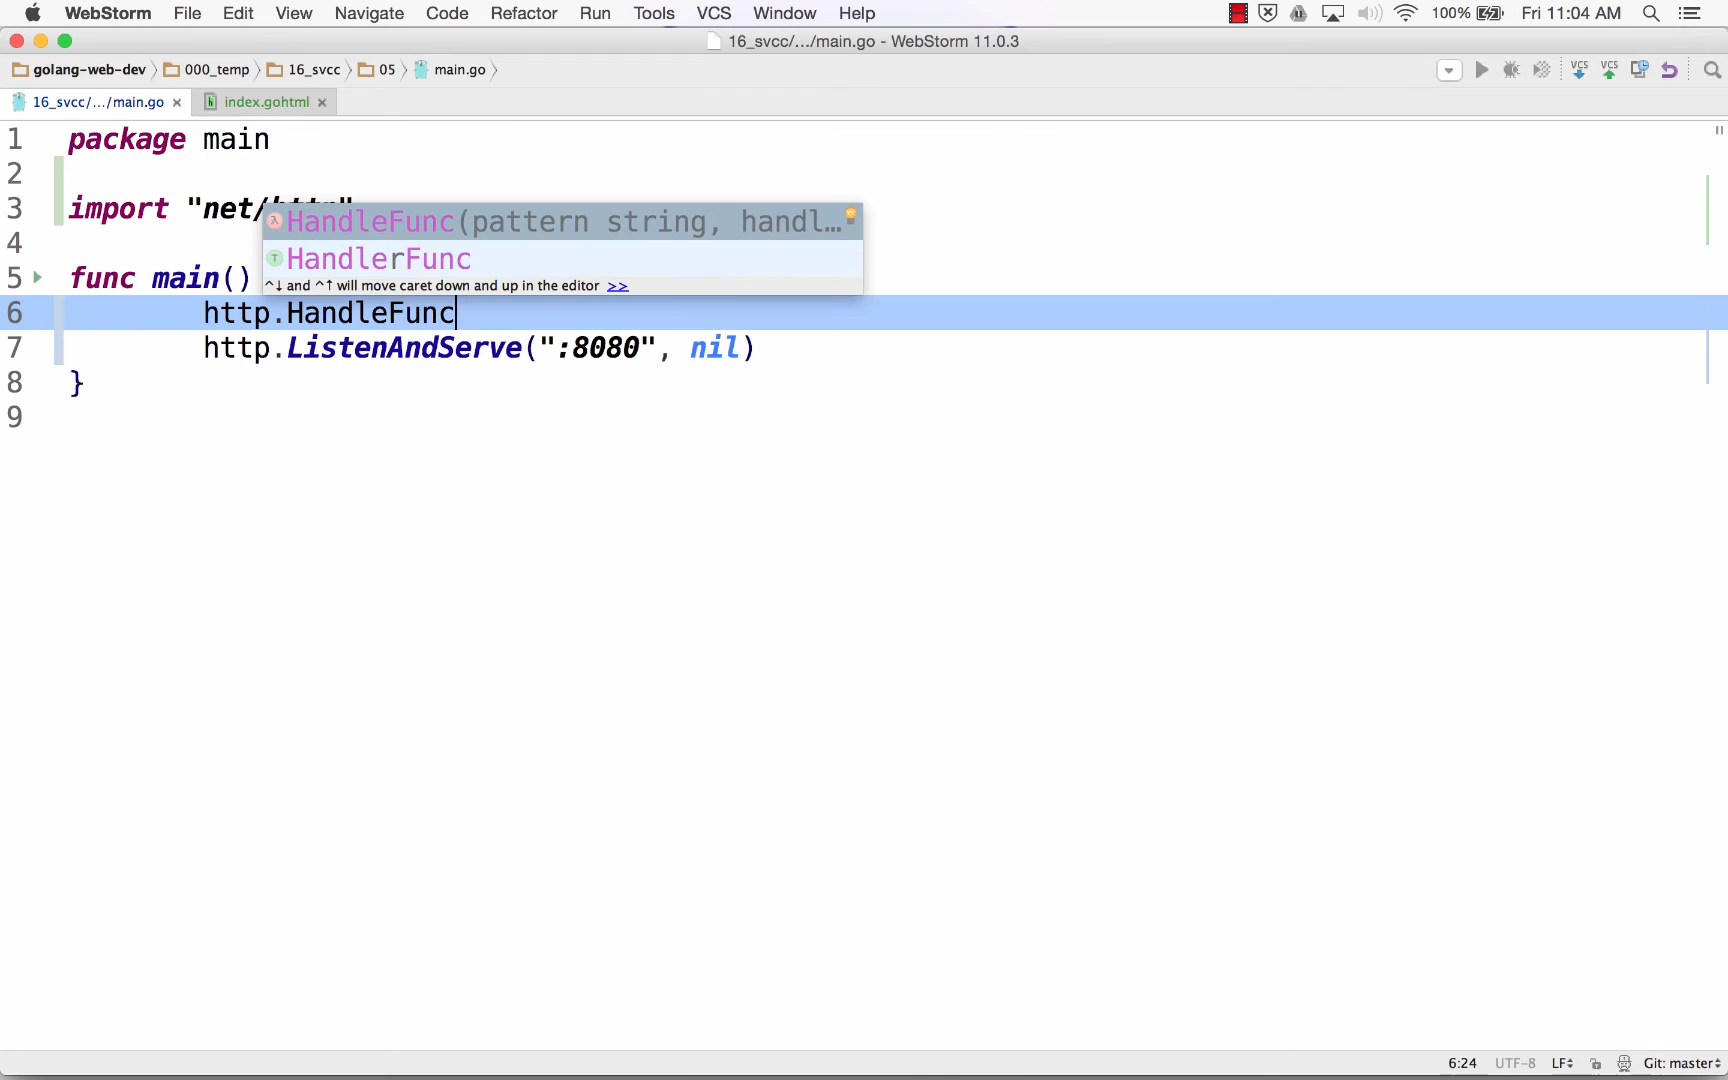 WebStorm File Edit View Navigate Code Refactor Run Tools VCS Window Help 100% Fri 11:04 AM
16_svcc/.../main.go - WebStorm 11.0.3
golang-web-dev 000_temp 16_svcc 05 main.go VCS VCS
16_svcc/.../main.go index.gohtml
1 package main
2
3 import "net/http"
HandleFunc(pattern string, handl…
4
HandlerFunc
5 func main()
^↓ and ^↑ will move caret down and up in the editor >>
6 http.HandleFunc
7 http.ListenAndServe(":8080", nil)
8 }
9
6:24 UTF-8 LF Git: master